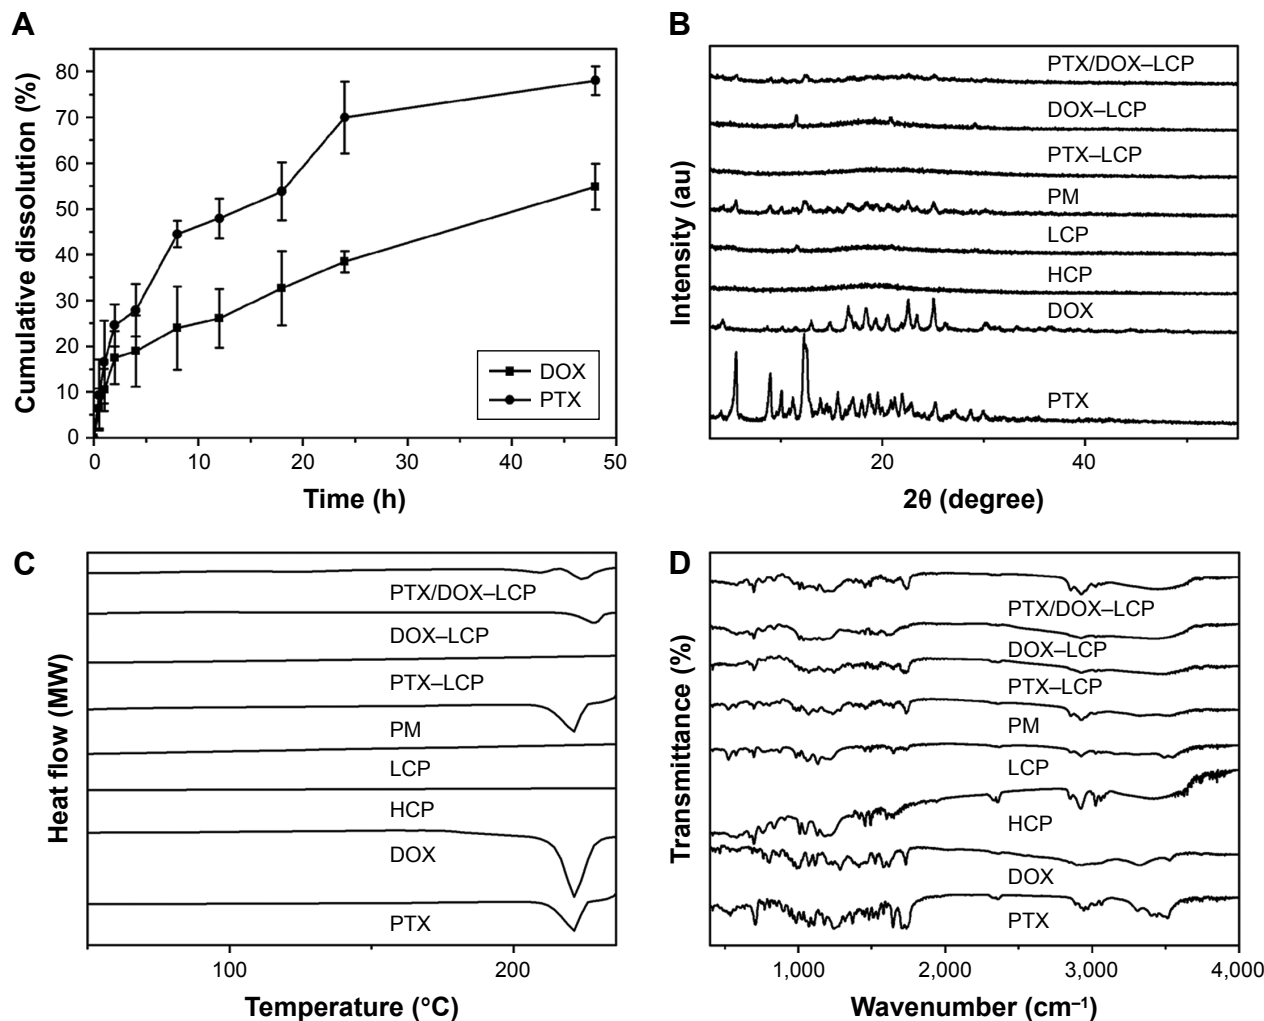 A
Cumulative dissolution (%)
80
70
60
50
40
30
20
10
0
DOX
PTX
0 10 20 30 40 50
Time (h)
B
Intensity (au)
PTX/DOX–LCP
DOX–LCP
PTX–LCP
PM
LCP
HCP
DOX
PTX
20 40
2θ (degree)
C
Heat flow (MW)
PTX/DOX–LCP
DOX–LCP
PTX–LCP
PM
LCP
HCP
DOX
PTX
100 200
Temperature (°C)
D
Transmittance (%)
PTX/DOX–LCP
DOX–LCP
PTX–LCP
PM
LCP
HCP
DOX
PTX
1,000 2,000 3,000 4,000
Wavenumber (cm⁻¹)